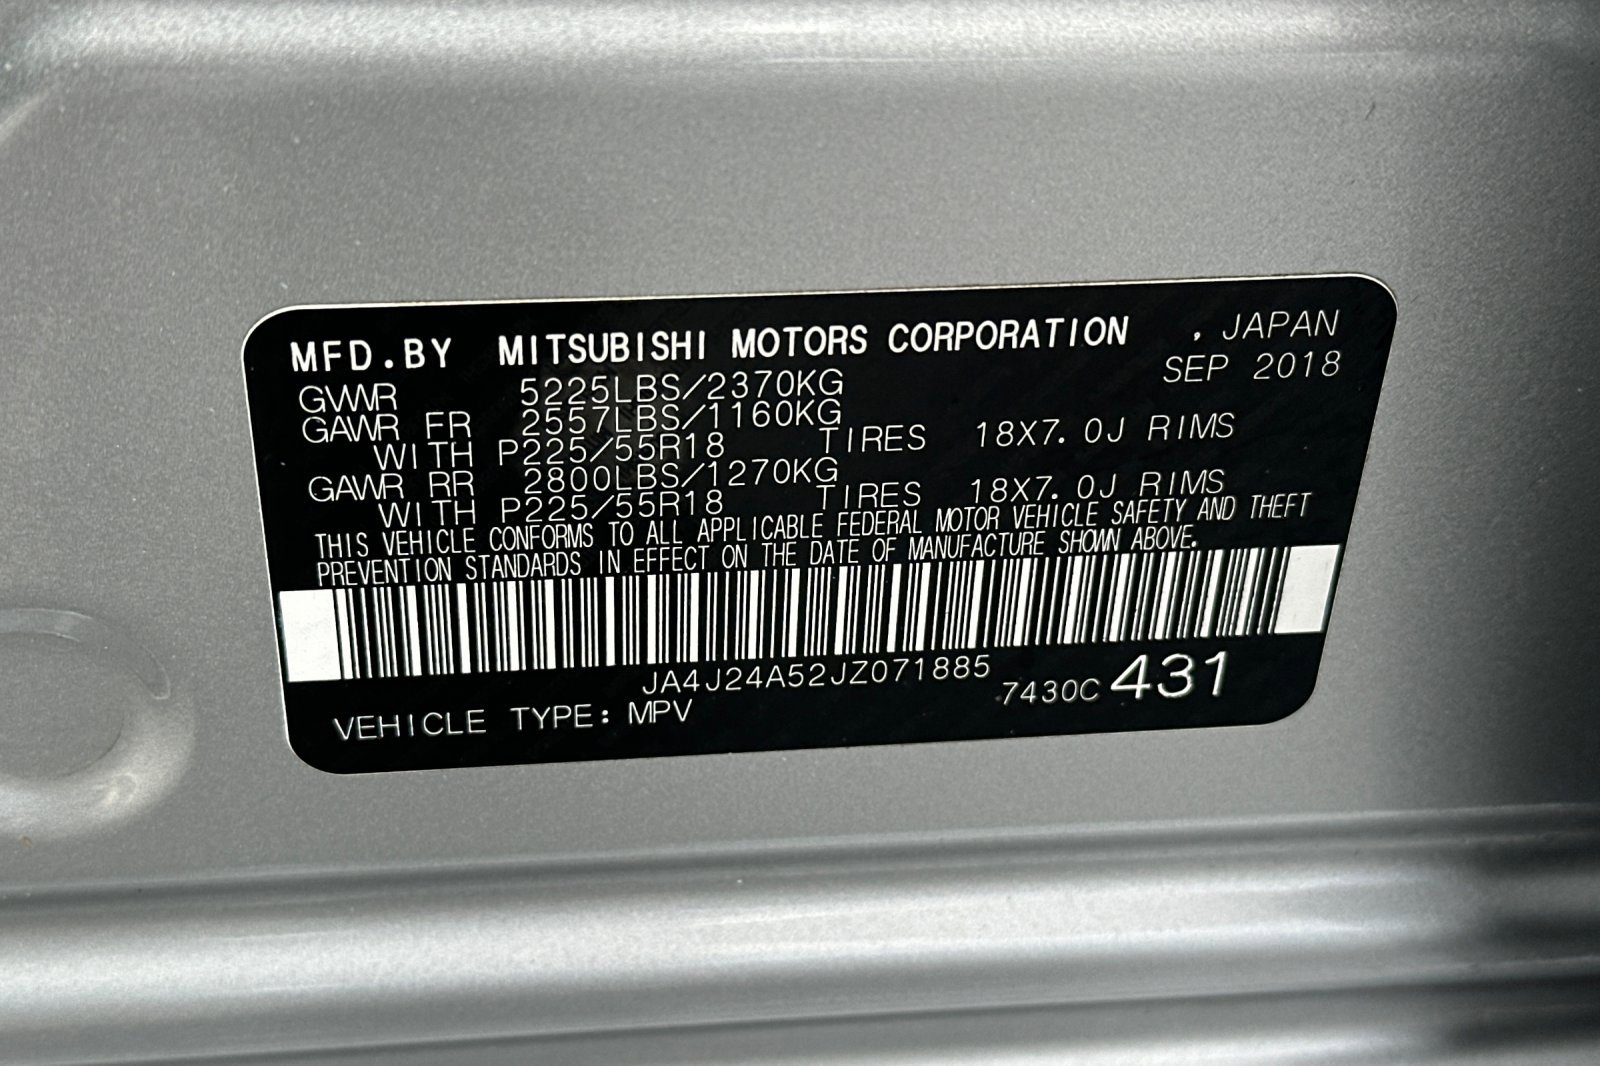 MFD.BY MITSUBISHI MOTORS CORPORATION , JAPAN
SEP 2018
GVWR 5225LBS/2370KG
GAWR FR 2557LBS/1160KG
WITH P225/55R18 TIRES 18X7.0J RIMS
GAWR RR 2800LBS/1270KG
WITH P225/55R18 TIRES 18X7.0J RIMS
THIS VEHICLE CONFORMS TO ALL APPLICABLE FEDERAL MOTOR VEHICLE SAFETY AND THEFT
PREVENTION STANDARDS IN EFFECT ON THE DATE OF MANUFACTURE SHOWN ABOVE.
JA4J24A52JZ071885
7430C 431
VEHICLE TYPE: MPV